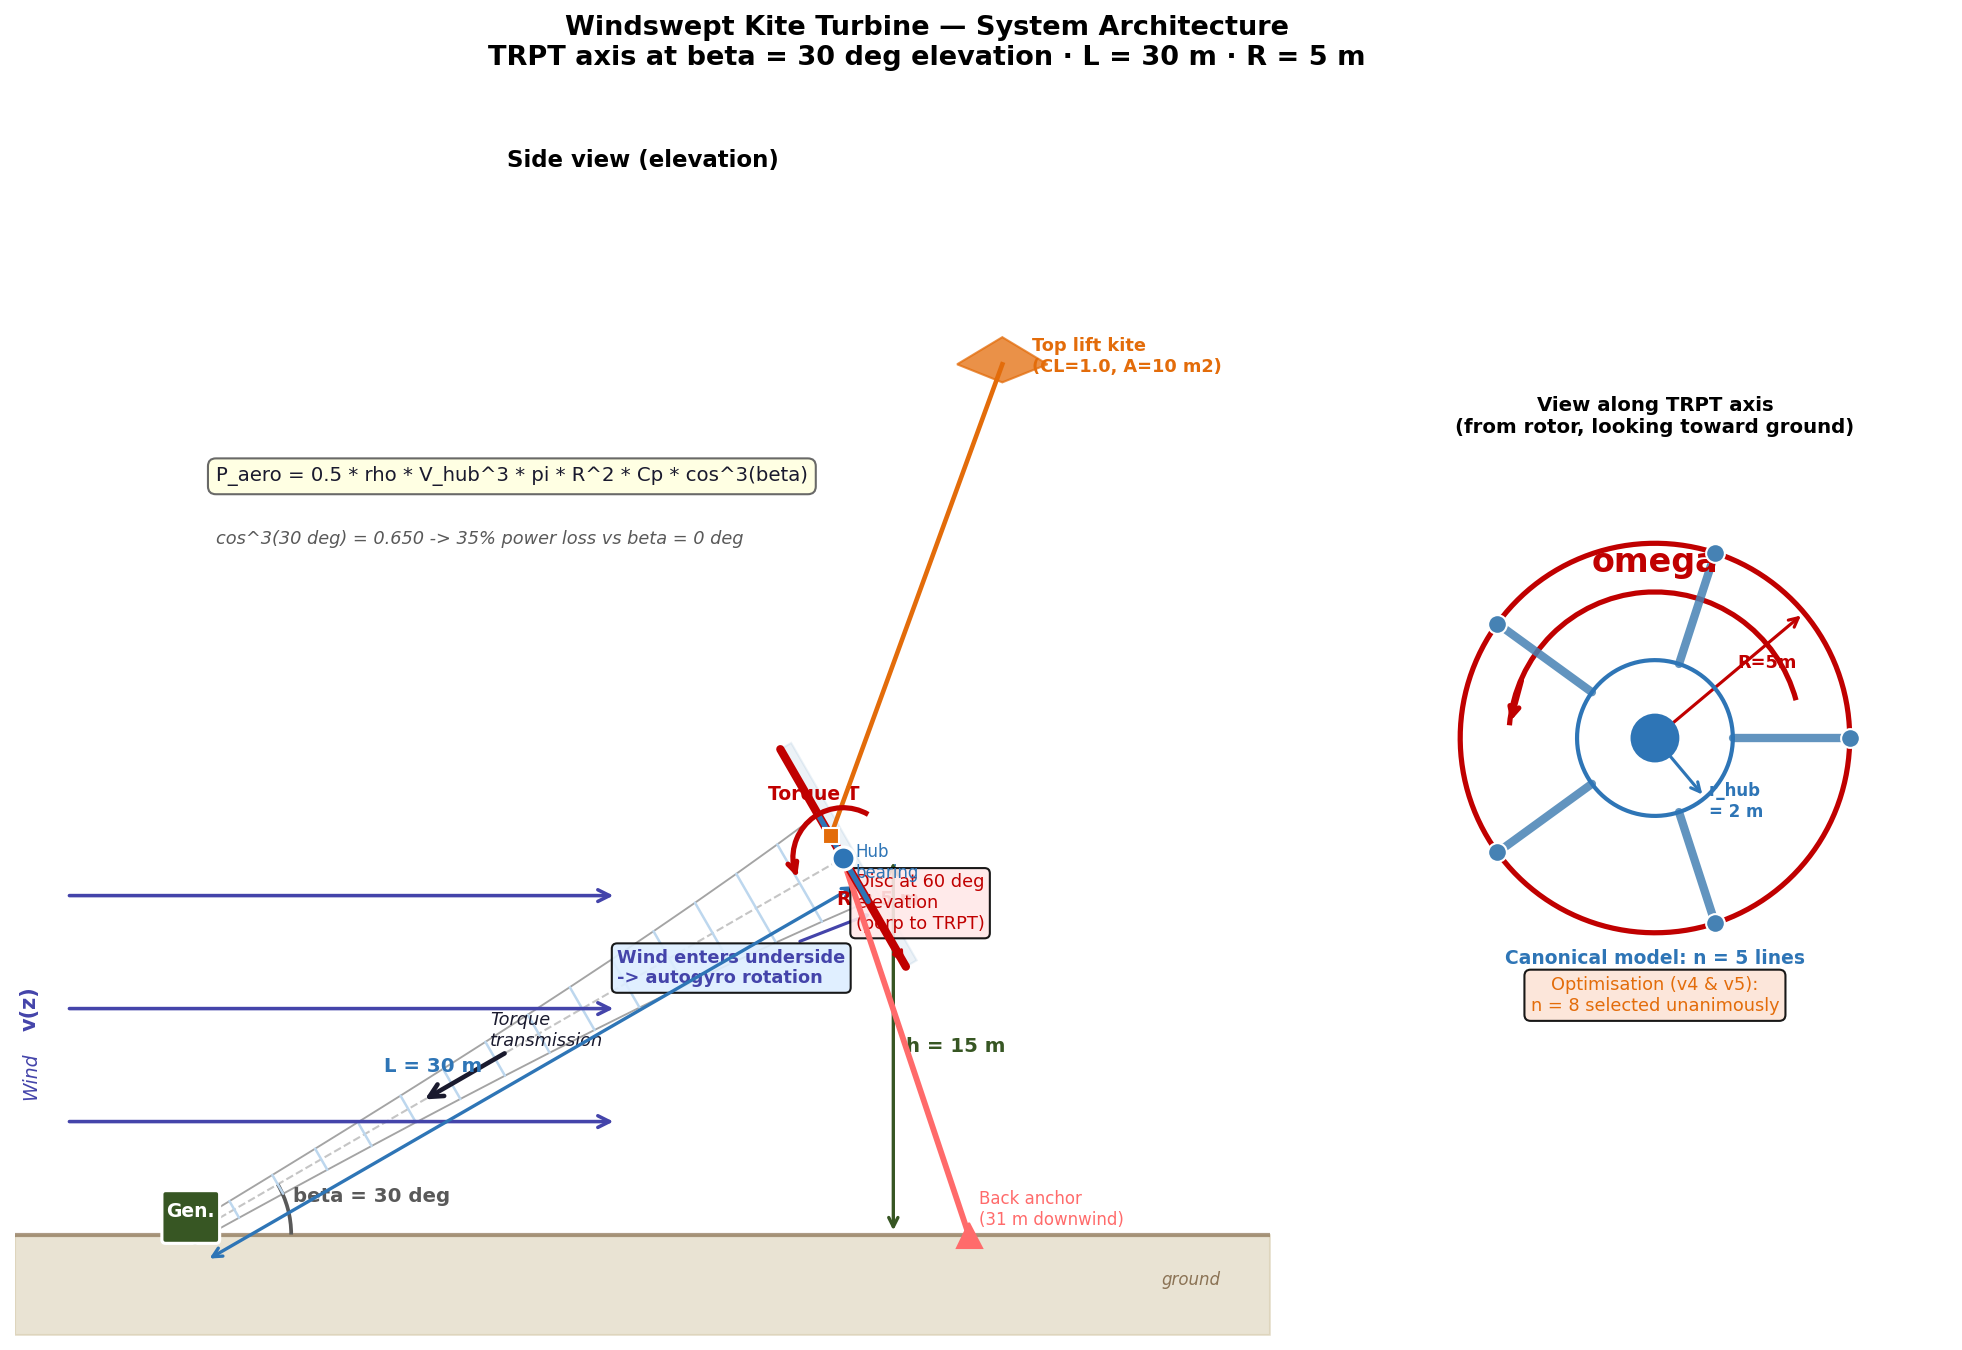 Windswept Kite Turbine — System Architecture
TRPT axis at beta = 30 deg elevation · L = 30 m · R = 5 m
Side view (elevation)
Top lift kite
(CL=1.0, A=10 m2)
View along TRPT axis
(from rotor, looking toward ground)
P_aero = 0.5 * rho * V_hub^3 * pi * R^2 * Cp * cos^3(beta)
cos^3(30 deg) = 0.650 -> 35% power loss vs beta = 0 deg
omega
R=5m
r_hub
= 2 m
Torque T
Hub
bearing
R
Disc at 60 deg
elevation
(perp to TRPT)
Wind enters underside
-> autogyro rotation
Canonical model: n = 5 lines
Optimisation (v4 & v5):
n = 8 selected unanimously
Wind v(z)
Torque
transmission
L = 30 m
h = 15 m
beta = 30 deg
Gen.
Back anchor
(31 m downwind)
ground